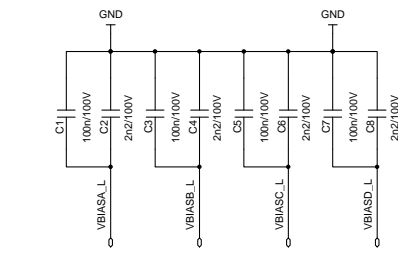 GND
GND
C1
100n/100V
C2
2n2/100V
C3
100n/100V
C4
2n2/100V
C5
100n/100V
C6
2n2/100V
C7
100n/100V
C8
2n2/100V
VBIASA_L
VBIASB_L
VBIASC_L
VBIASD_L